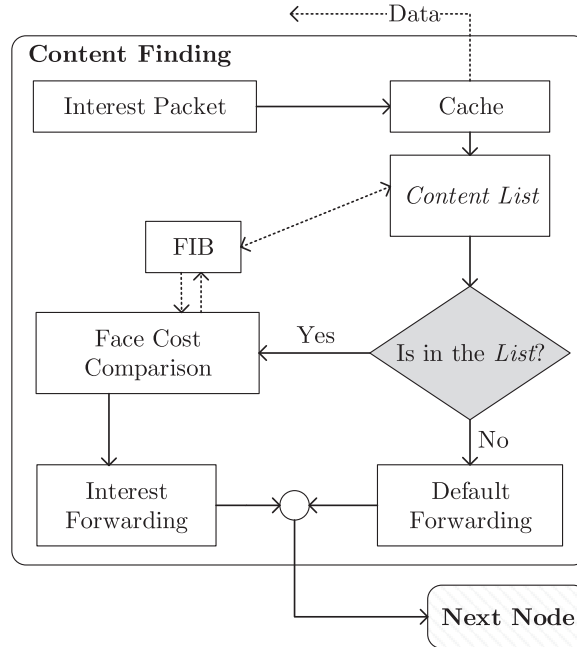 Data
Content Finding
Interest Packet
Cache
Content List
FIB
Face Cost
Comparison
Yes
Is in the List?
No
Interest
Forwarding
Default
Forwarding
Next Node